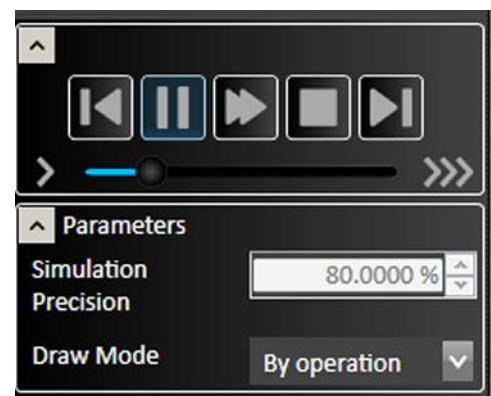 Parameters
Simulation
Precision
80.0000 %
Draw Mode
By operation